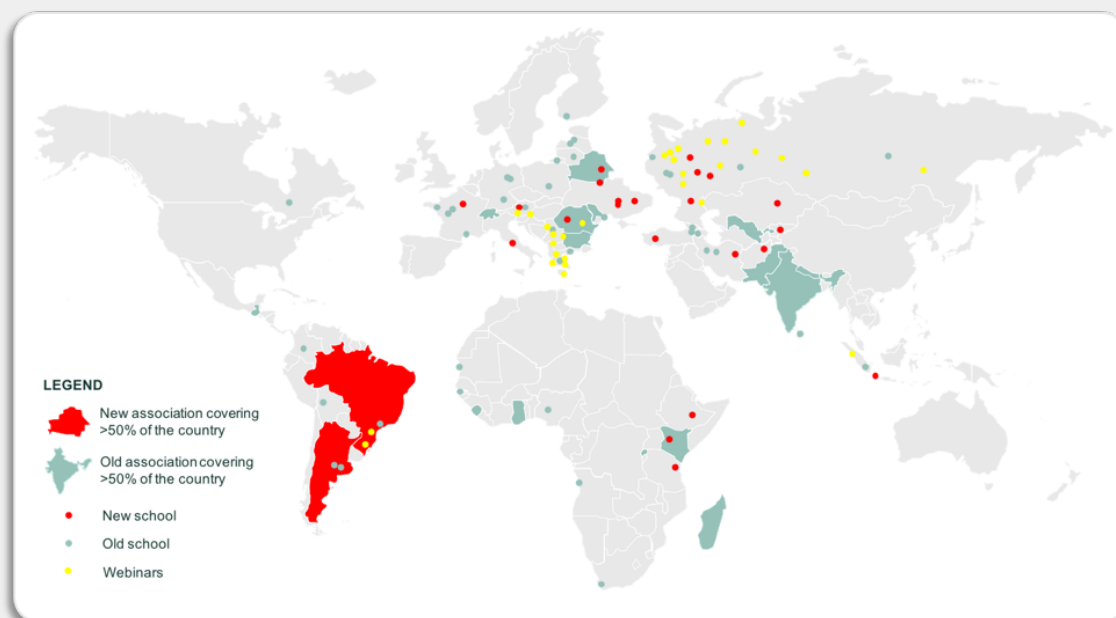 LEGEND
New association covering
>50% of the country
Old association covering
>50% of the country
New school
Old school
Webinars